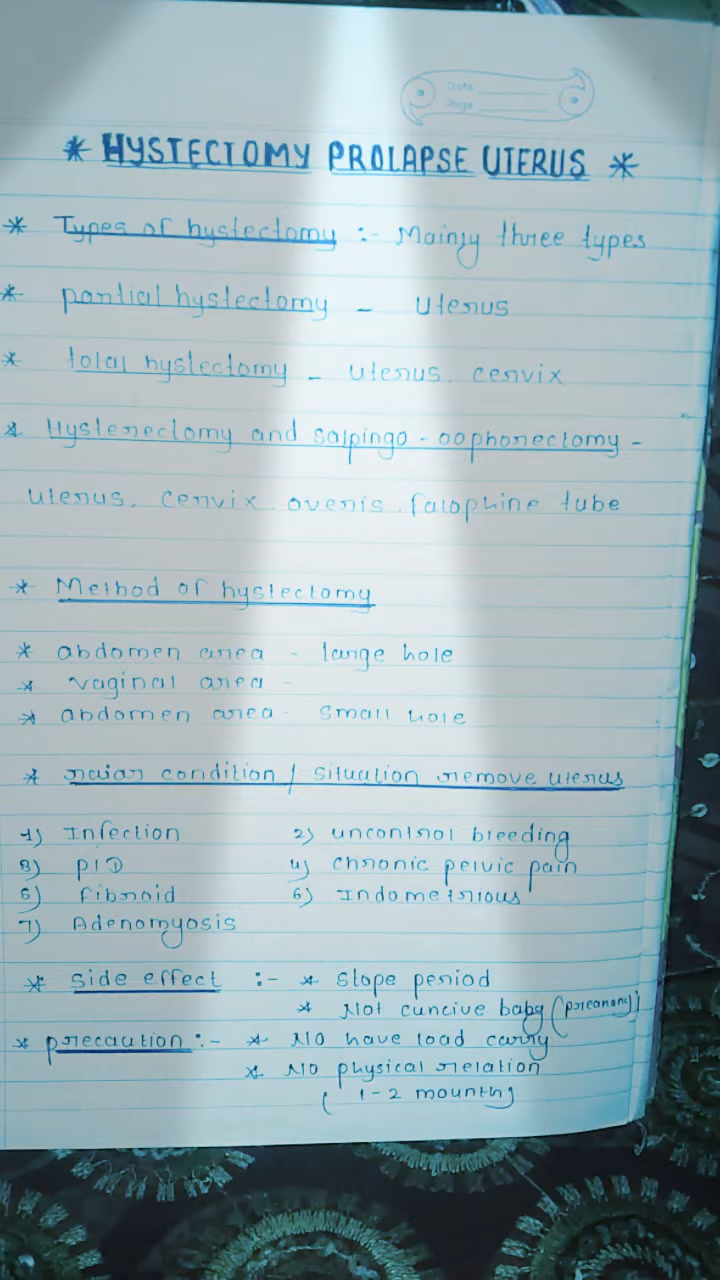 Date
Page
* HYSTECTOMY PROLAPSE UTERUS *
* Types of hystectomy :- Mainly three types
* partial hystectomy - uterus
* total hystectomy - uterus. cervix
* Hysterectomy and salpingo - oophorectomy -
uterus. cervix. overis. falophine tube
* Method of hystectomy
* abdomen area - large hole
* vaginal area -
* abdomen area - small hole
* condition / situation remove uterus
1) Infection 2) uncontrol bleeding
3) PID 4) chronic pelvic pain
5) fibroid 6) Indometrious
7) Adenomyosis
* side effect :- * slope period
* Not cuncive baby
* precaution :- * No have load carry
* No physical relation
( 1-2 mounth)